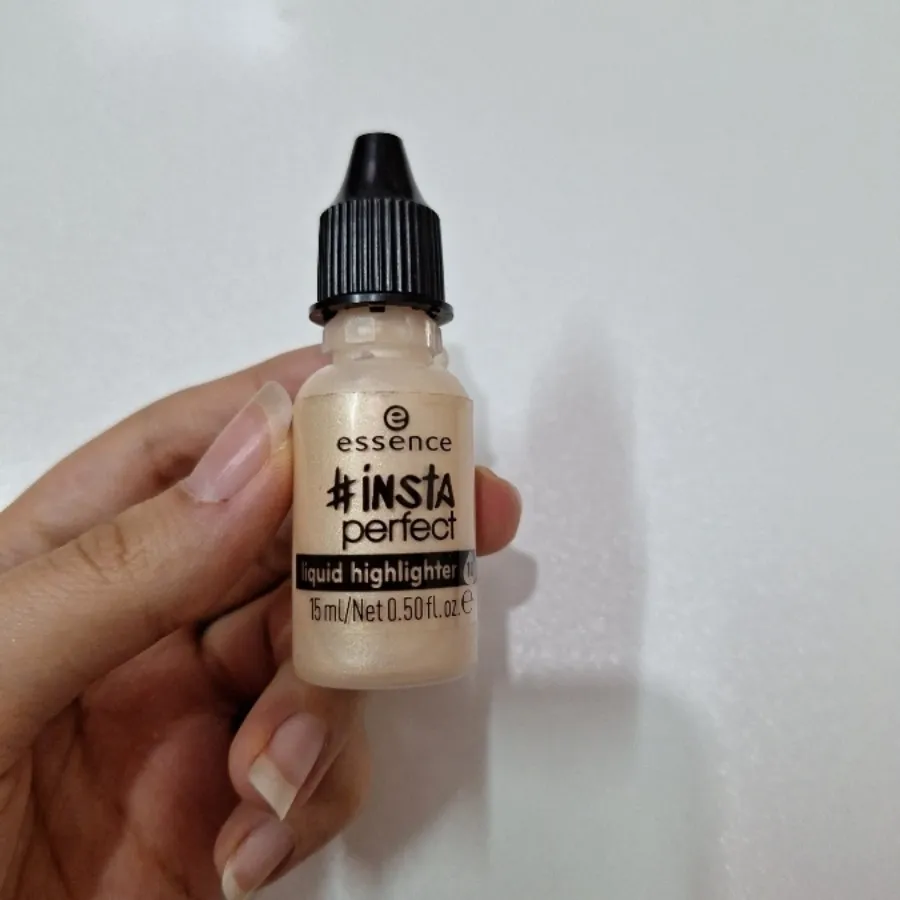 e
essence
#insta
perfect
liquid highlighter
15 ml/Net 0.50 fl. oz. ℮